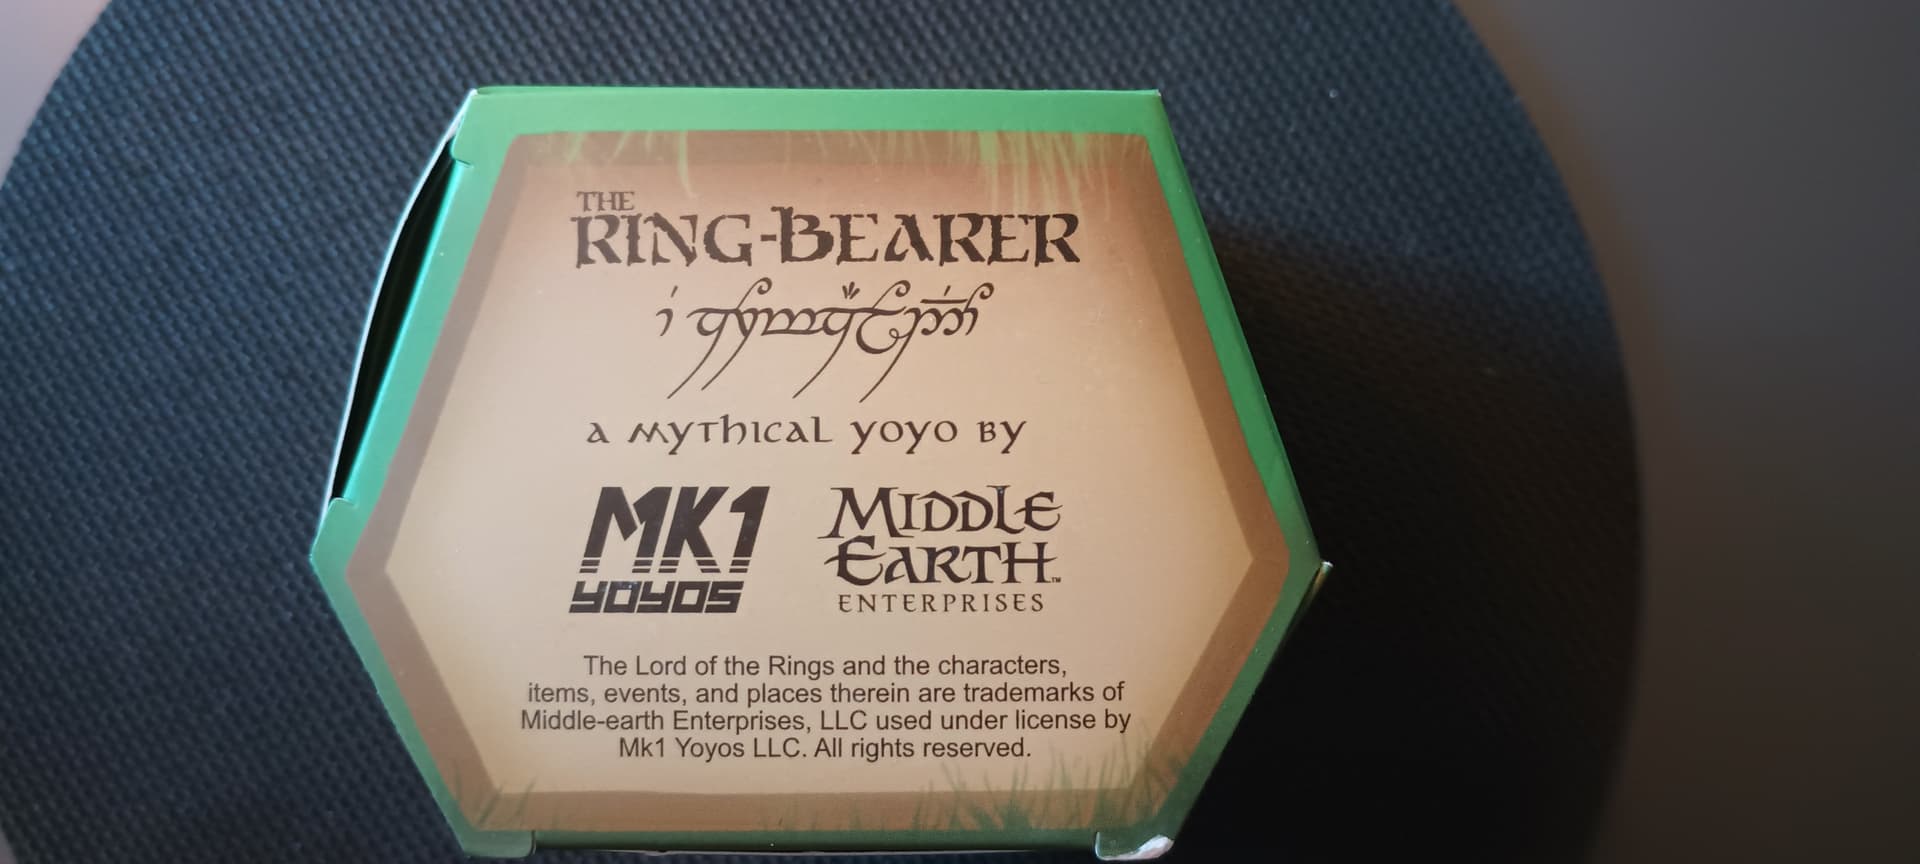 THE
RING-BEARER
a mythical yoyo by
MK1
YOYOS
MIDDLE
EARTH™
ENTERPRISES
The Lord of the Rings and the characters,
items, events, and places therein are trademarks of
Middle-earth Enterprises, LLC used under license by
Mk1 Yoyos LLC. All rights reserved.